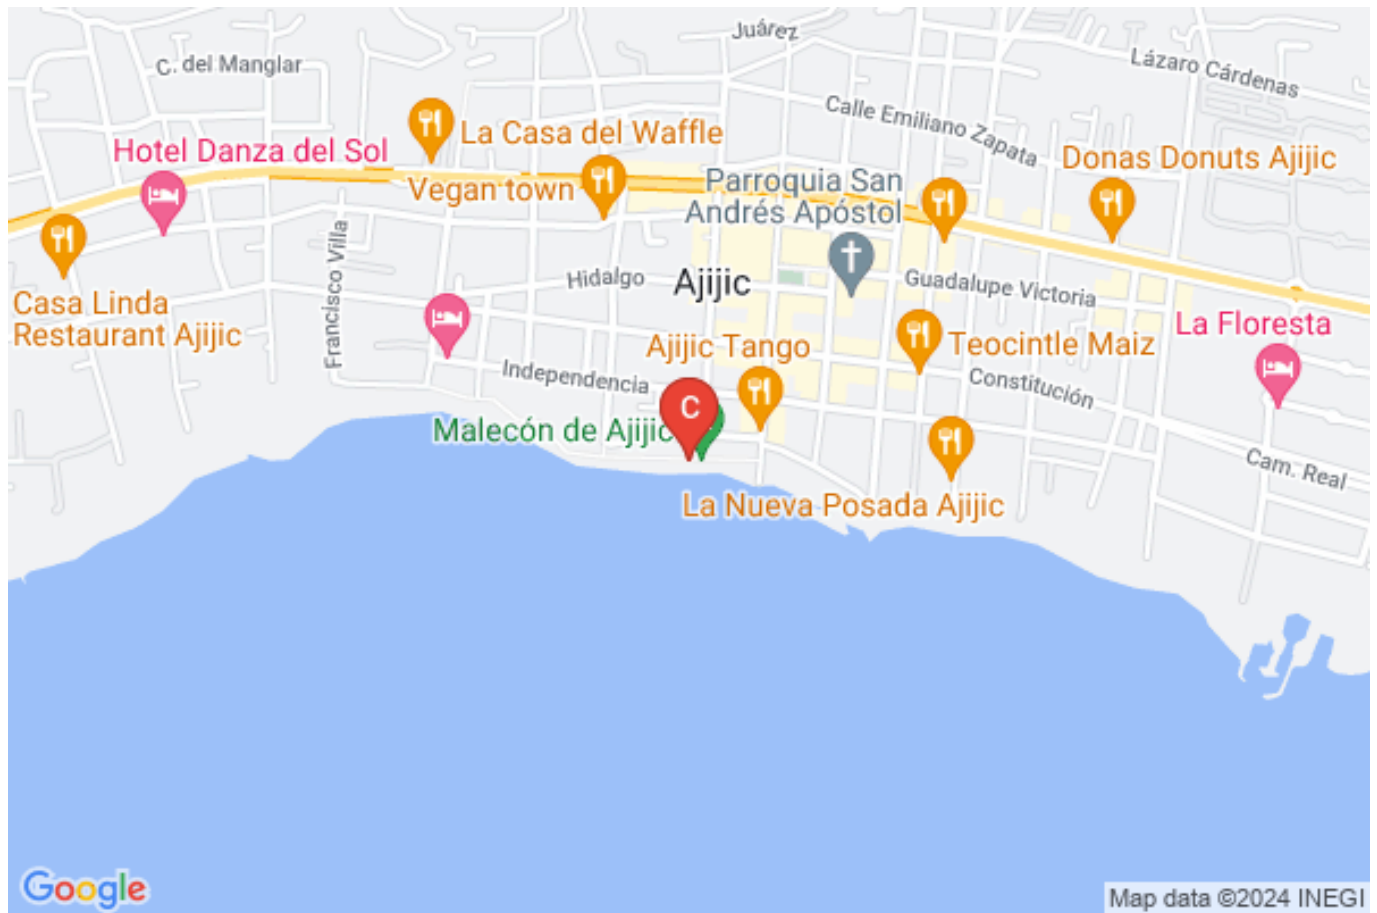 Juárez
C. del Manglar
Lázaro Cárdenas
Calle Emiliano Zapata
La Casa del Waffle
Hotel Danza del Sol
Donas Donuts Ajijic
Vegan town
Parroquia San
Andrés Apóstol
Francisco Villa
Hidalgo
Ajijic
Guadalupe Victoria
Casa Linda
Restaurant Ajijic
La Floresta
Ajijic Tango
Teocintle Maiz
Independencia
Constitución
C
Malecón de Ajijic
Cam. Real
La Nueva Posada Ajijic
Google
Map data ©2024 INEGI